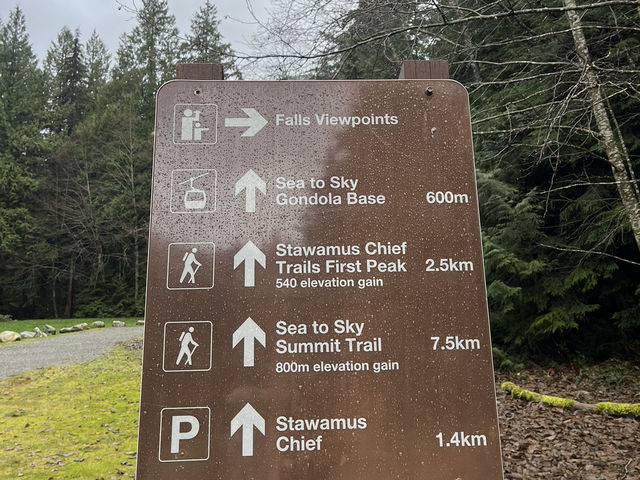 Falls Viewpoints
Sea to Sky
Gondola Base 600m
Stawamus Chief
Trails First Peak 2.5km
540 elevation gain
Sea to Sky
Summit Trail 7.5km
800m elevation gain
P Stawamus
Chief 1.4km